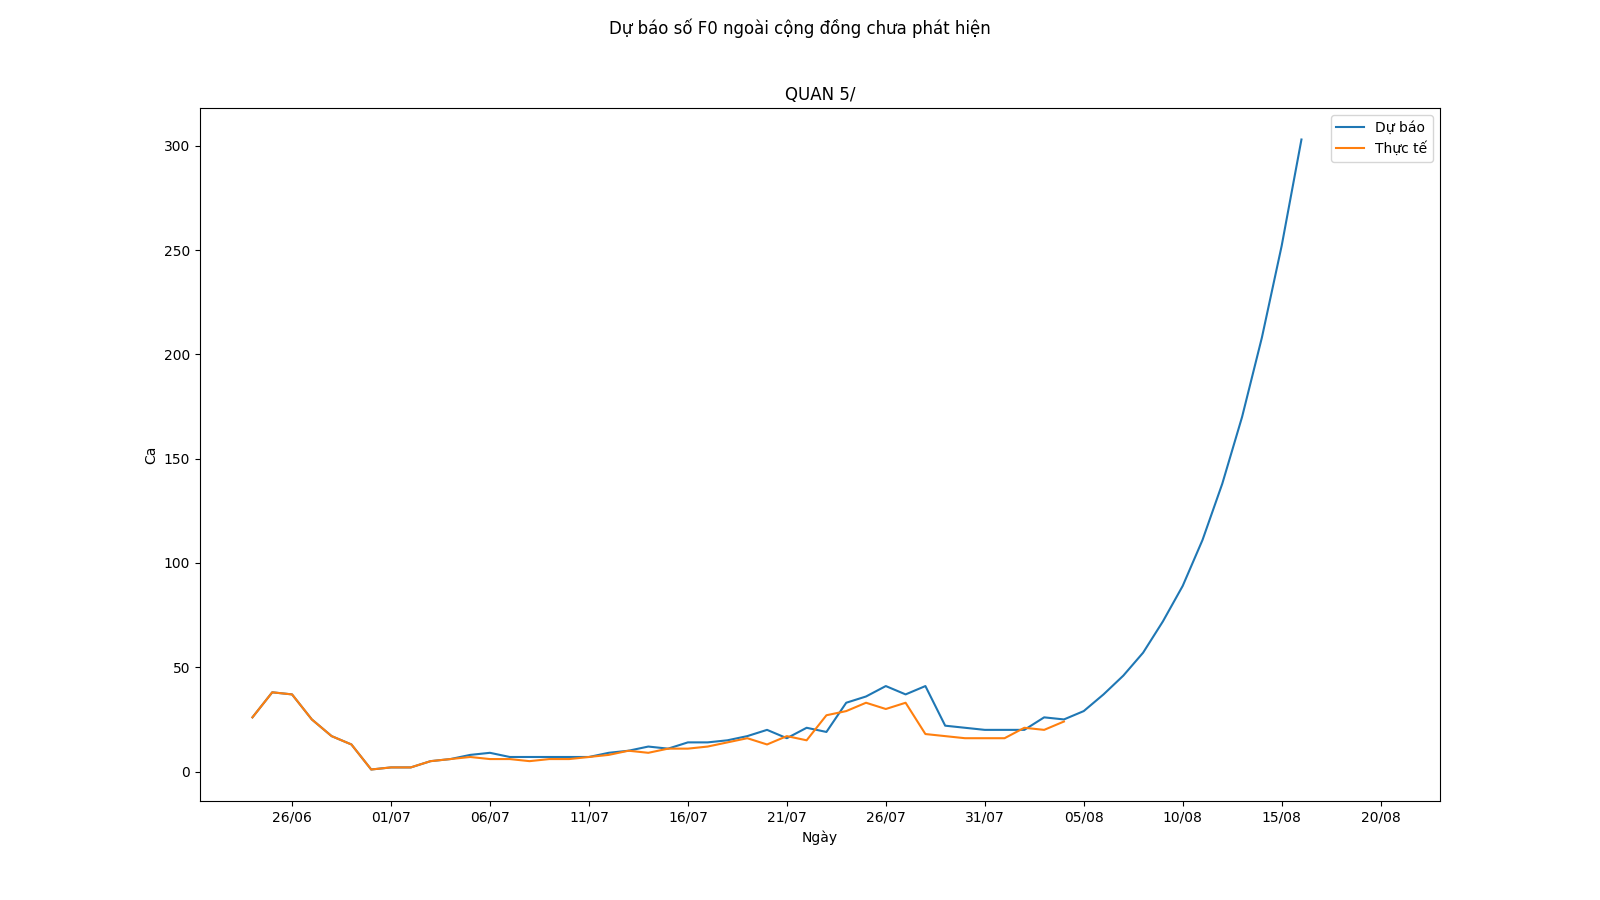 Dự báo số F0 ngoài cộng đồng chưa phát hiện
QUAN 5/
Dự báo
Thực tế
300
250
200
150
100
50
0
Ca
26/06 01/07 06/07 11/07 16/07 21/07 26/07 31/07 05/08 10/08 15/08 20/08
Ngày